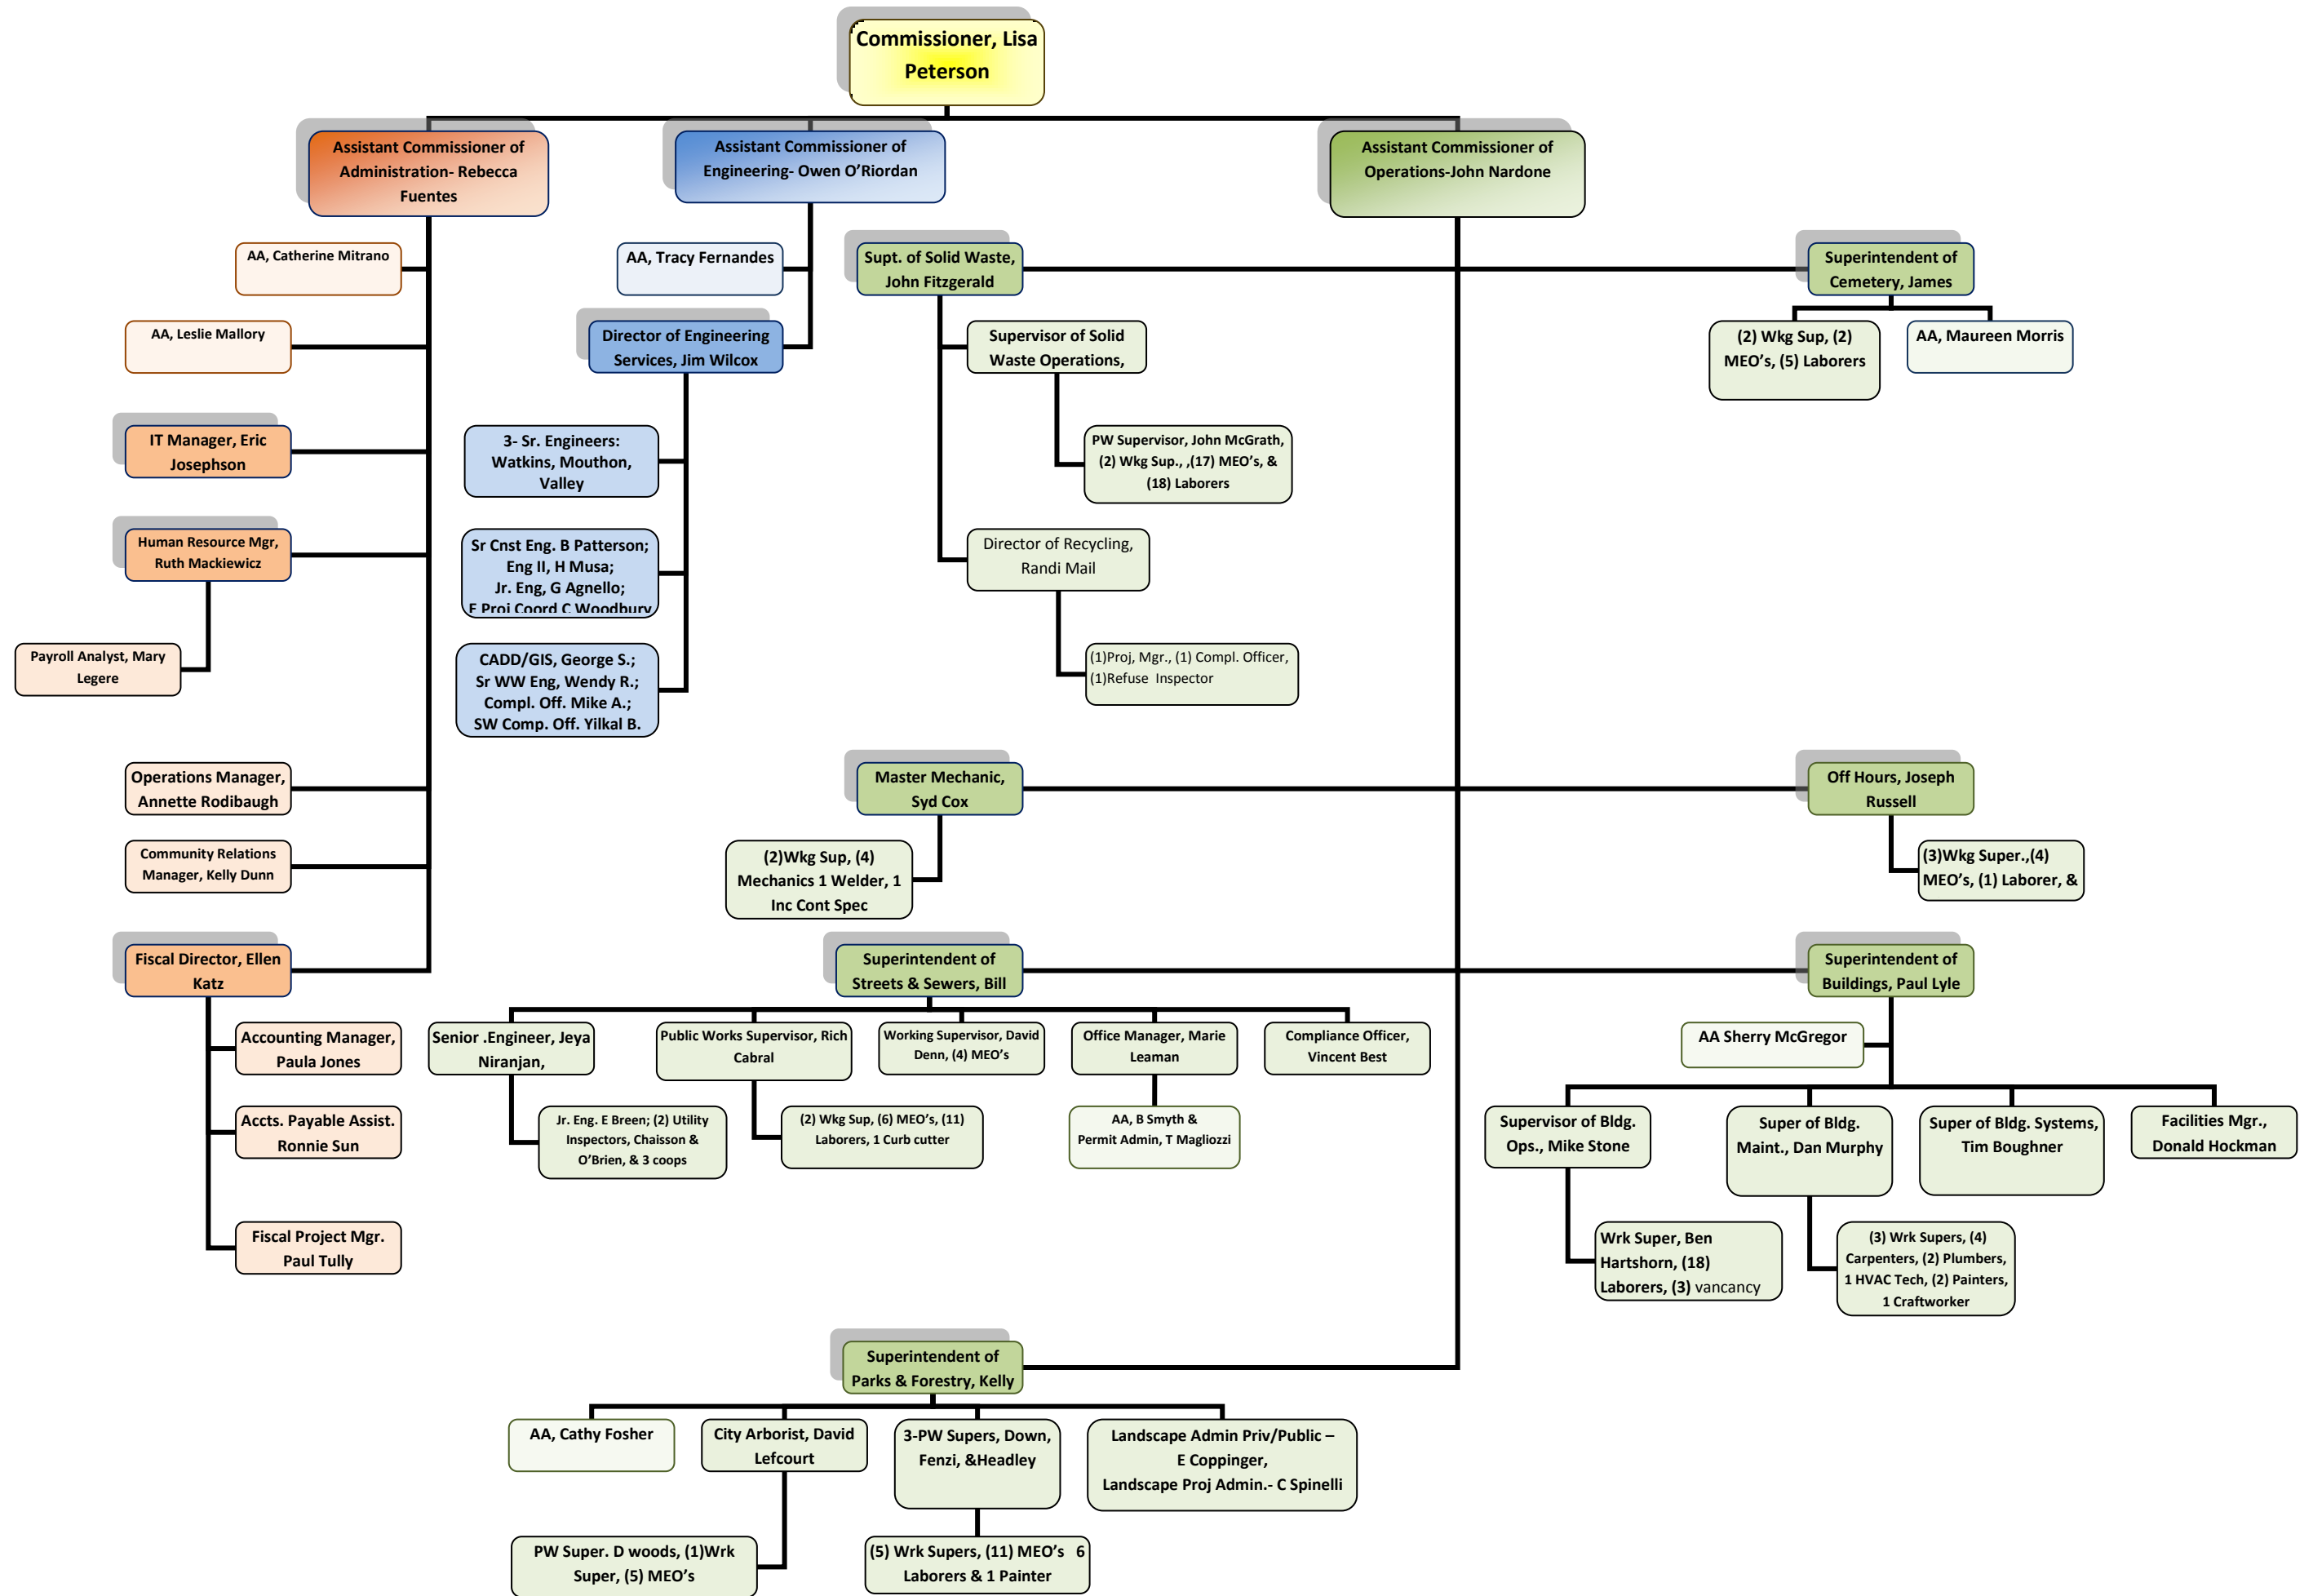 Commissioner, Lisa
Peterson
Assistant Commissioner of
Administration- Rebecca
Fuentes
Assistant Commissioner of
Engineering- Owen O’Riordan
Assistant Commissioner of
Operations-John Nardone
AA, Catherine Mitrano
AA, Tracy Fernandes
Supt. of Solid Waste,
John Fitzgerald
Superintendent of
Cemetery, James
AA, Leslie Mallory
Director of Engineering
Services, Jim Wilcox
Supervisor of Solid
Waste Operations,
(2) Wkg Sup, (2)
MEO’s, (5) Laborers
AA, Maureen Morris
IT Manager, Eric
Josephson
3- Sr. Engineers:
Watkins, Mouthon,
Valley
PW Supervisor, John McGrath,
(2) Wkg Sup., ,(17) MEO’s, &
(18) Laborers
Human Resource Mgr,
Ruth Mackiewicz
Sr Cnst Eng. B Patterson;
Eng II, H Musa;
Jr. Eng, G Agnello;
E Proj Coord C Woodbury
Director of Recycling,
Randi Mail
Payroll Analyst, Mary
Legere
CADD/GIS, George S.;
Sr WW Eng, Wendy R.;
Compl. Off. Mike A.;
SW Comp. Off. Yilkal B.
(1)Proj, Mgr., (1) Compl. Officer,
(1)Refuse Inspector
Operations Manager,
Annette Rodibaugh
Master Mechanic,
Syd Cox
Off Hours, Joseph
Russell
Community Relations
Manager, Kelly Dunn
(2)Wkg Sup, (4)
Mechanics 1 Welder, 1
Inc Cont Spec
(3)Wkg Super.,(4)
MEO’s, (1) Laborer, &
Fiscal Director, Ellen
Katz
Superintendent of
Streets & Sewers, Bill
Superintendent of
Buildings, Paul Lyle
Accounting Manager,
Paula Jones
Senior .Engineer, Jeya
Niranjan,
Public Works Supervisor, Rich
Cabral
Working Supervisor, David
Denn, (4) MEO’s
Office Manager, Marie
Leaman
Compliance Officer,
Vincent Best
AA Sherry McGregor
Accts. Payable Assist.
Ronnie Sun
Jr. Eng. E Breen; (2) Utility
Inspectors, Chaisson &
O’Brien, & 3 coops
(2) Wkg Sup, (6) MEO’s, (11)
Laborers, 1 Curb cutter
AA, B Smyth &
Permit Admin, T Magliozzi
Supervisor of Bldg.
Ops., Mike Stone
Super of Bldg.
Maint., Dan Murphy
Super of Bldg. Systems,
Tim Boughner
Facilities Mgr.,
Donald Hockman
Fiscal Project Mgr.
Paul Tully
Wrk Super, Ben
Hartshorn, (18)
Laborers, (3) vancancy
(3) Wrk Supers, (4)
Carpenters, (2) Plumbers,
1 HVAC Tech, (2) Painters,
1 Craftworker
Superintendent of
Parks & Forestry, Kelly
AA, Cathy Fosher
City Arborist, David
Lefcourt
3-PW Supers, Down,
Fenzi, &Headley
Landscape Admin Priv/Public –
E Coppinger,
Landscape Proj Admin.- C Spinelli
PW Super. D woods, (1)Wrk
Super, (5) MEO’s
(5) Wrk Supers, (11) MEO’s 6
Laborers & 1 Painter